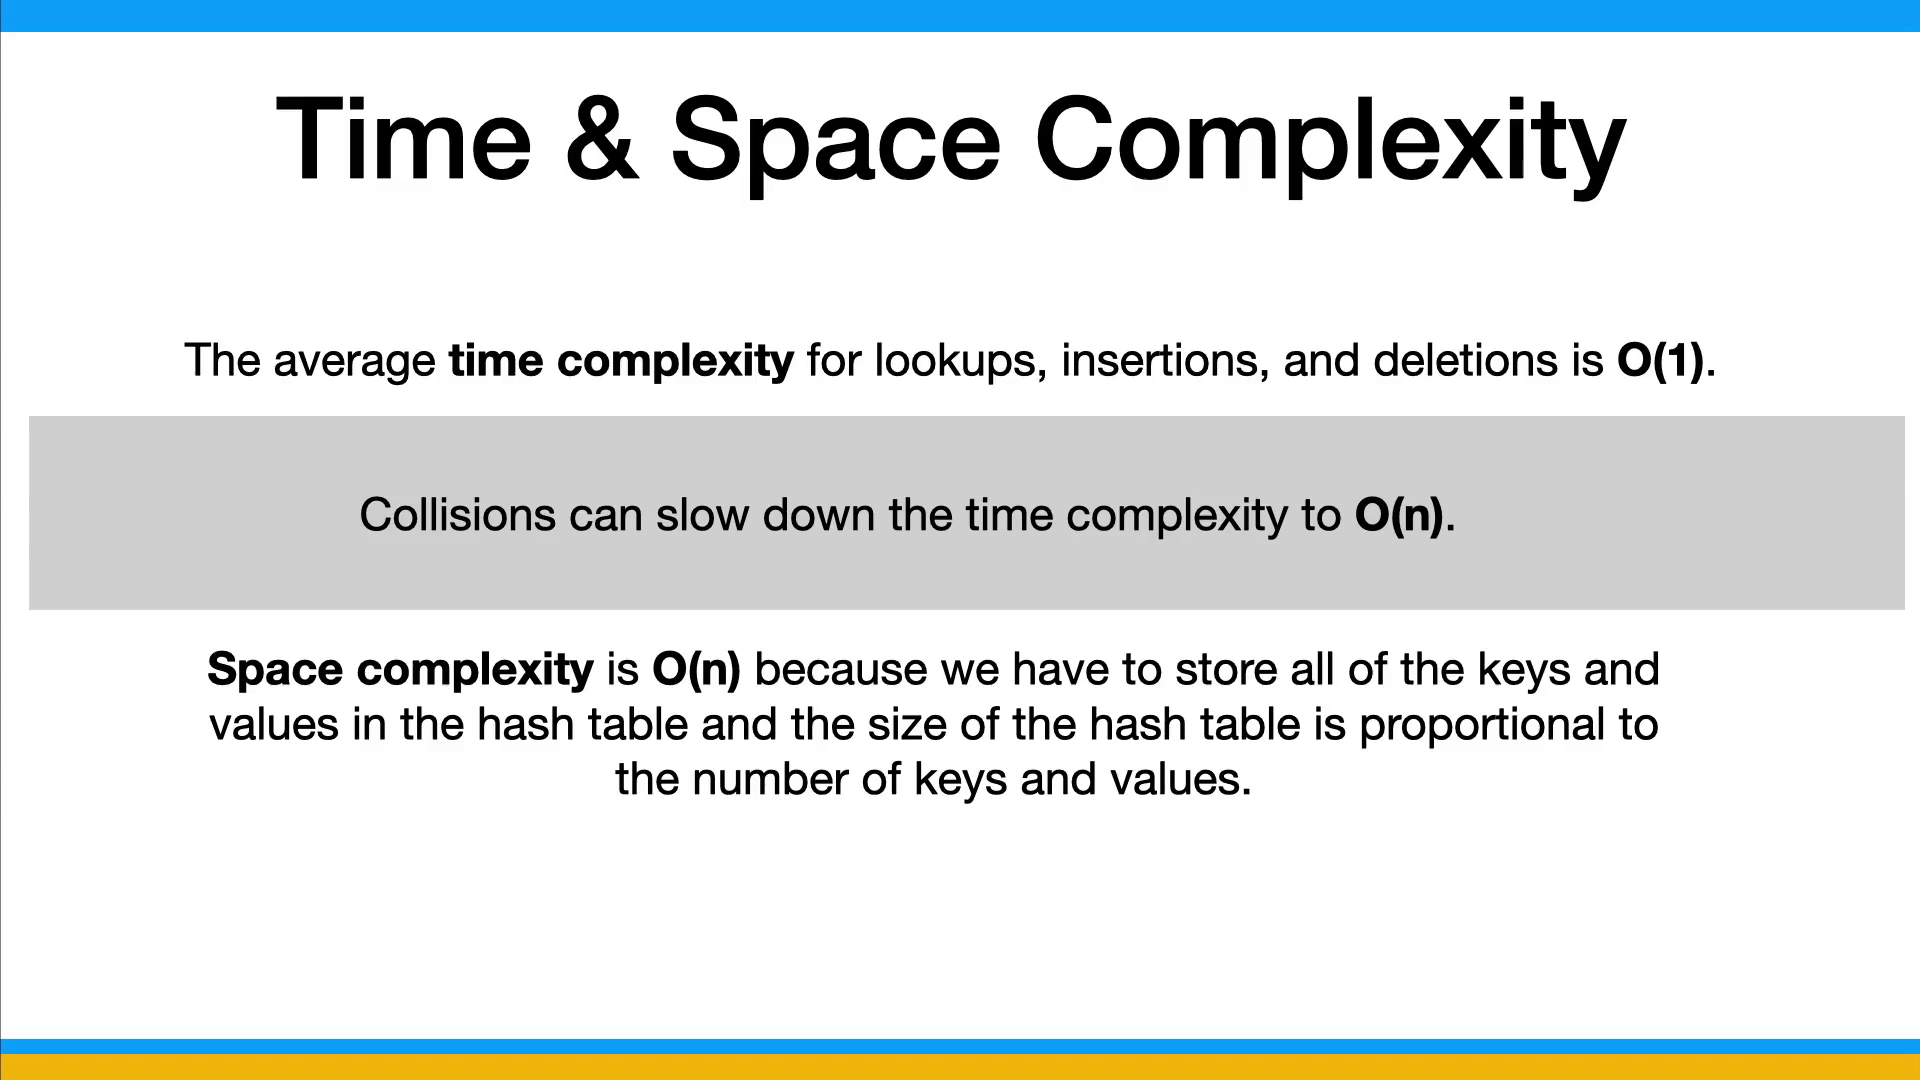 Time & Space Complexity
The average time complexity for lookups, insertions, and deletions is O(1).
Collisions can slow down the time complexity to O(n).
Space complexity is O(n) because we have to store all of the keys and
values in the hash table and the size of the hash table is proportional to
the number of keys and values.